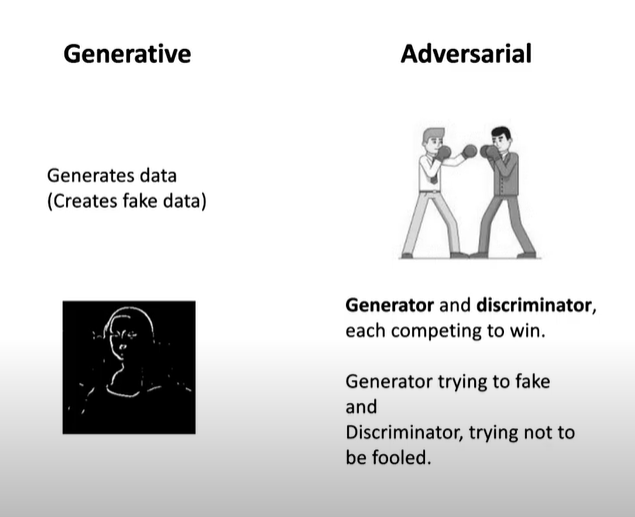 Generative
Adversarial
Generates data
(Creates fake data)
Generator and discriminator,
each competing to win.
Generator trying to fake
and
Discriminator, trying not to
be fooled.